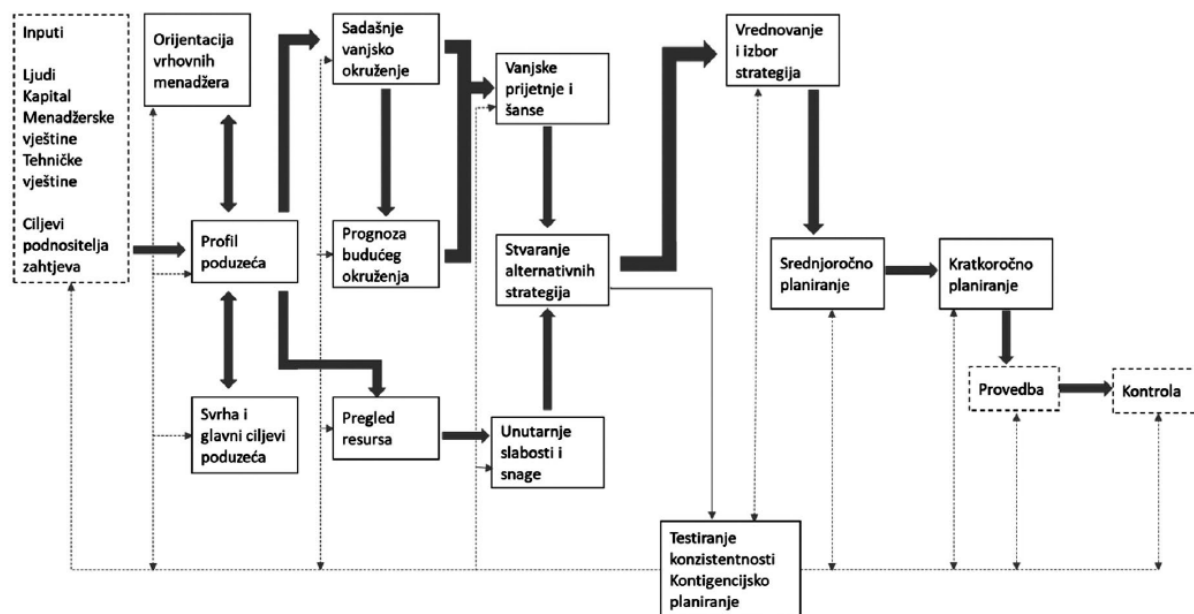 Inputi
Ljudi
Kapital
Menadžerske
vještine
Tehničke
vještine
Ciljevi
podnositelja
zahtjeva
Orijentacija
vrhovnih
menadžera
Profil
poduzeća
Svrha i
glavni ciljevi
poduzeća
Sadašnje
vanjsko
okruženje
Prognoza
budućeg
okruženja
Pregled
resursa
Vanjske
prijetnje i
šanse
Stvaranje
alternativnih
strategija
Unutarnje
slabosti i
snage
Vrednovanje
i izbor
strategija
Srednjoročno
planiranje
Kratkoročno
planiranje
Provedba
Kontrola
Testiranje
konzistentnosti
Kontigencijsko
planiranje